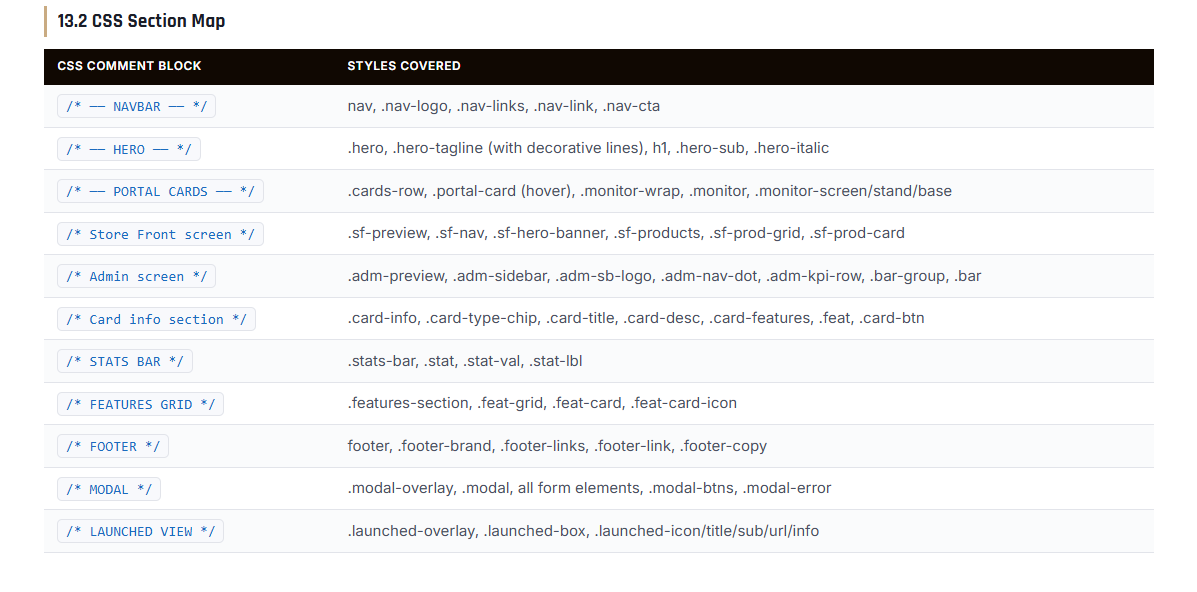 13.2 CSS Section Map
CSS COMMENT BLOCK STYLES COVERED
/* —— NAVBAR —— */ nav, .nav-logo, .nav-links, .nav-link, .nav-cta
/* —— HERO —— */ .hero, .hero-tagline (with decorative lines), h1, .hero-sub, .hero-italic
/* —— PORTAL CARDS —— */ .cards-row, .portal-card (hover), .monitor-wrap, .monitor, .monitor-screen/stand/base
/* Store Front screen */ .sf-preview, .sf-nav, .sf-hero-banner, .sf-products, .sf-prod-grid, .sf-prod-card
/* Admin screen */ .adm-preview, .adm-sidebar, .adm-sb-logo, .adm-nav-dot, .adm-kpi-row, .bar-group, .bar
/* Card info section */ .card-info, .card-type-chip, .card-title, .card-desc, .card-features, .feat, .card-btn
/* STATS BAR */ .stats-bar, .stat, .stat-val, .stat-lbl
/* FEATURES GRID */ .features-section, .feat-grid, .feat-card, .feat-card-icon
/* FOOTER */ footer, .footer-brand, .footer-links, .footer-link, .footer-copy
/* MODAL */ .modal-overlay, .modal, all form elements, .modal-btns, .modal-error
/* LAUNCHED VIEW */ .launched-overlay, .launched-box, .launched-icon/title/sub/url/info